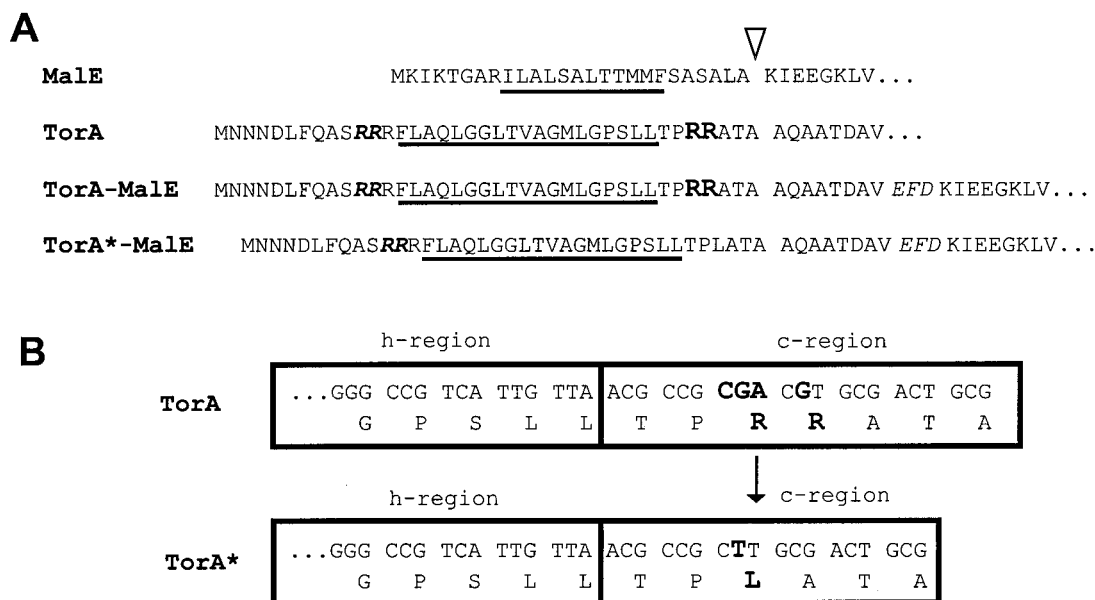 A
MalE MKIKTGARILALSALTTMMFSASALA KIEEGKLV...
TorA MNNNDLFQASRRRFLAQLGGLTVAGMLGPSLLTPRRATA AQAATDAV...
TorA-MalE MNNNDLFQASRRRFLAQLGGLTVAGMLGPSLLTPRRATA AQAATDAV EFD KIEEGKLV...
TorA*-MalE MNNNDLFQASRRRFLAQLGGLTVAGMLGPSLLTPLATA AQAATDAV EFD KIEEGKLV...
B
h-region c-region
TorA ...GGG CCG TCA TTG TTA ACG CCG CGA CGT GCG ACT GCG
G P S L L T P R R A T A
h-region c-region
TorA* ...GGG CCG TCA TTG TTA ACG CCG CTT GCG ACT GCG
G P S L L T P L A T A